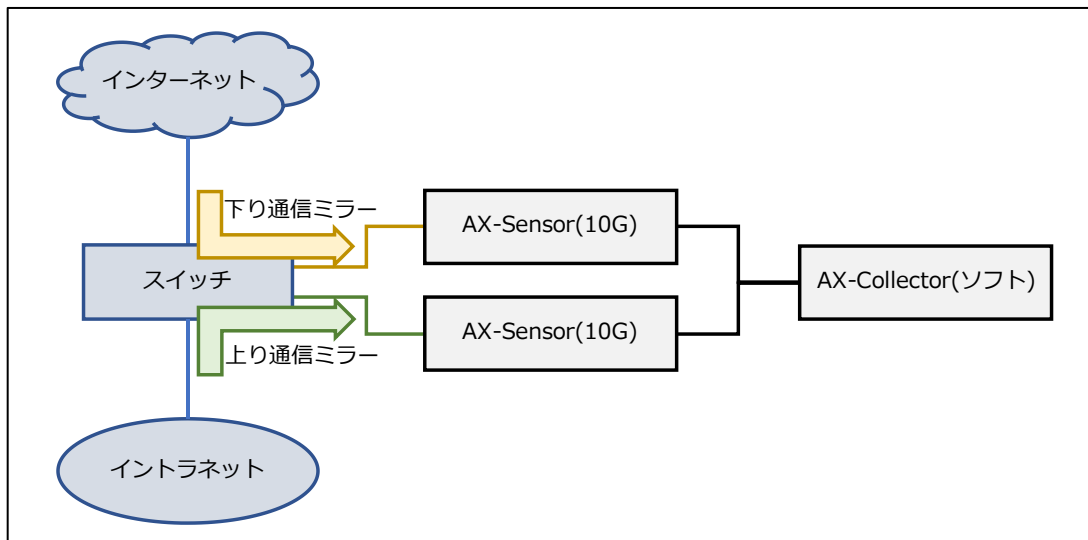 インターネット
下り通信ミラー
AX-Sensor(10G)
スイッチ
AX-Collector(ソフト)
AX-Sensor(10G)
上り通信ミラー
イントラネット